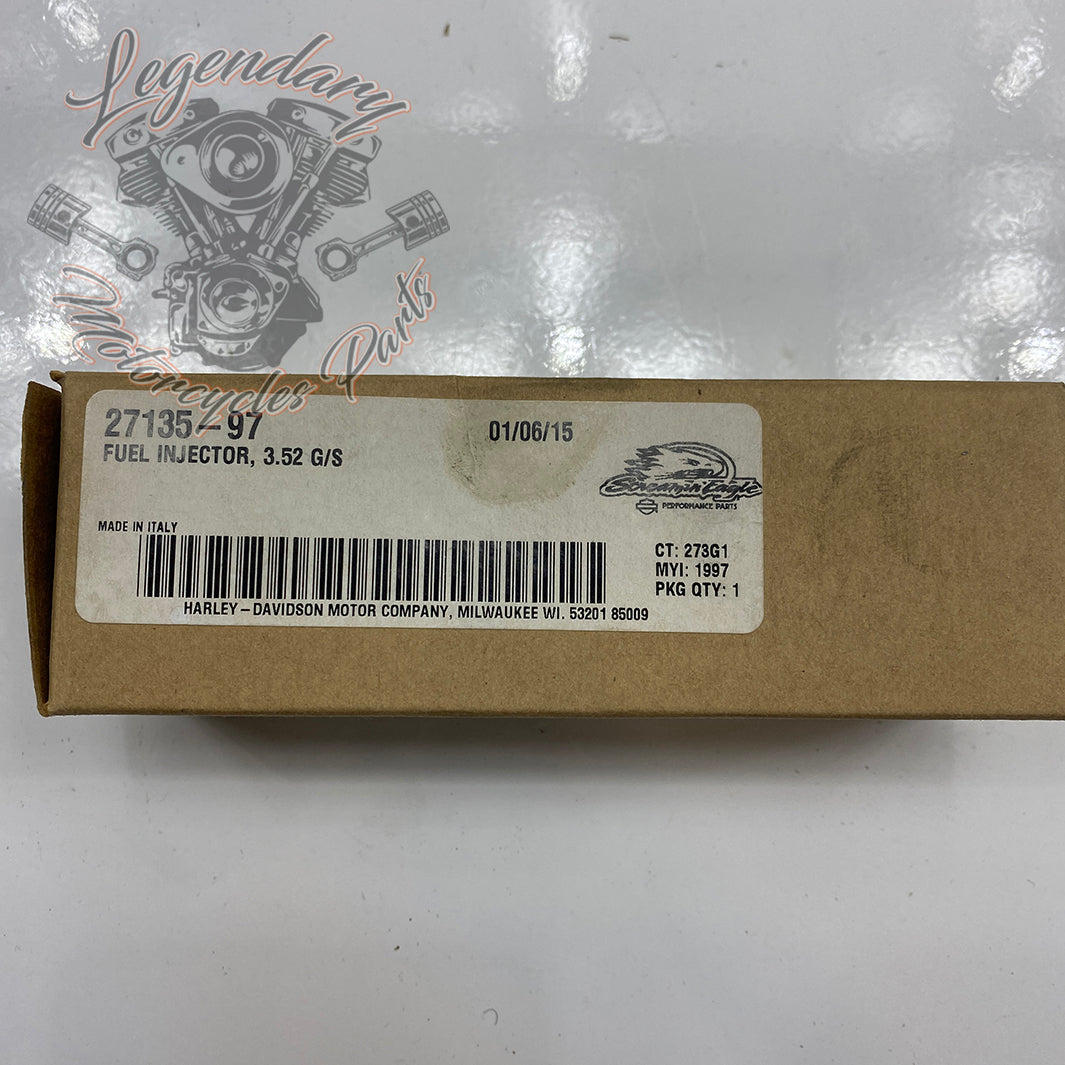 Legendary
Motorcycles Parts
27135-97
01/06/15
FUEL INJECTOR, 3.52 G/S
Screamin' Eagle
PERFORMANCE PARTS
MADE IN ITALY
CT: 273G1
MYI: 1997
PKG QTY: 1
HARLEY-DAVIDSON MOTOR COMPANY, MILWAUKEE WI. 53201 85009